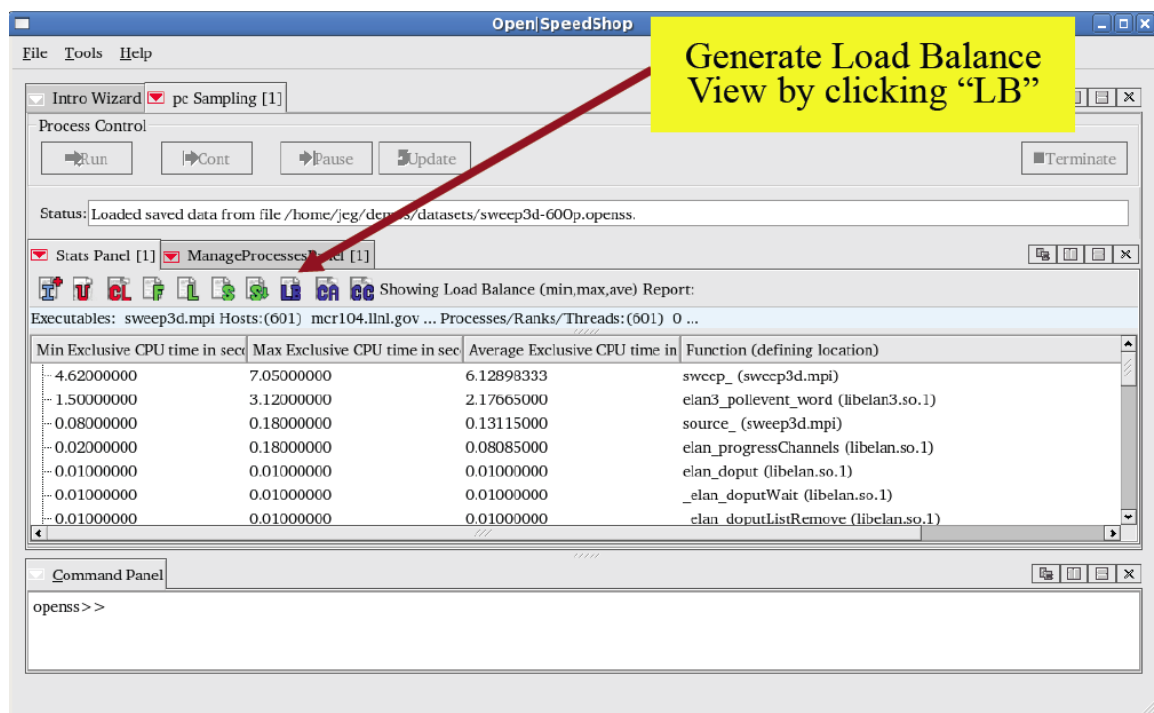 Open|SpeedShop
Generate Load Balance
View by clicking “LB”
File Tools Help
Intro Wizard pc Sampling [1]
Process Control
Run Cont Pause Update Terminate
Status: Loaded saved data from file /home/jeg/demos/datasets/sweep3d-600p.openss.
Stats Panel [1] ManageProcessesPanel [1]
I U CL F L S LB CA CC Showing Load Balance (min,max,ave) Report:
Executables: sweep3d.mpi Hosts:(601) mcr104.llnl.gov ... Processes/Ranks/Threads:(601) 0 ...
Min Exclusive CPU time in seco Max Exclusive CPU time in sec Average Exclusive CPU time in Function (defining location)
4.62000000 7.05000000 6.12898333 sweep_ (sweep3d.mpi)
1.50000000 3.12000000 2.17665000 elan3_pollevent_word (libelan3.so.1)
0.08000000 0.18000000 0.13115000 source_ (sweep3d.mpi)
0.02000000 0.18000000 0.08085000 elan_progressChannels (libelan.so.1)
0.01000000 0.01000000 0.01000000 elan_doput (libelan.so.1)
0.01000000 0.01000000 0.01000000 _elan_doputWait (libelan.so.1)
0.01000000 0.01000000 0.01000000 _elan_doputListRemove (libelan.so.1)
Command Panel
openss>>